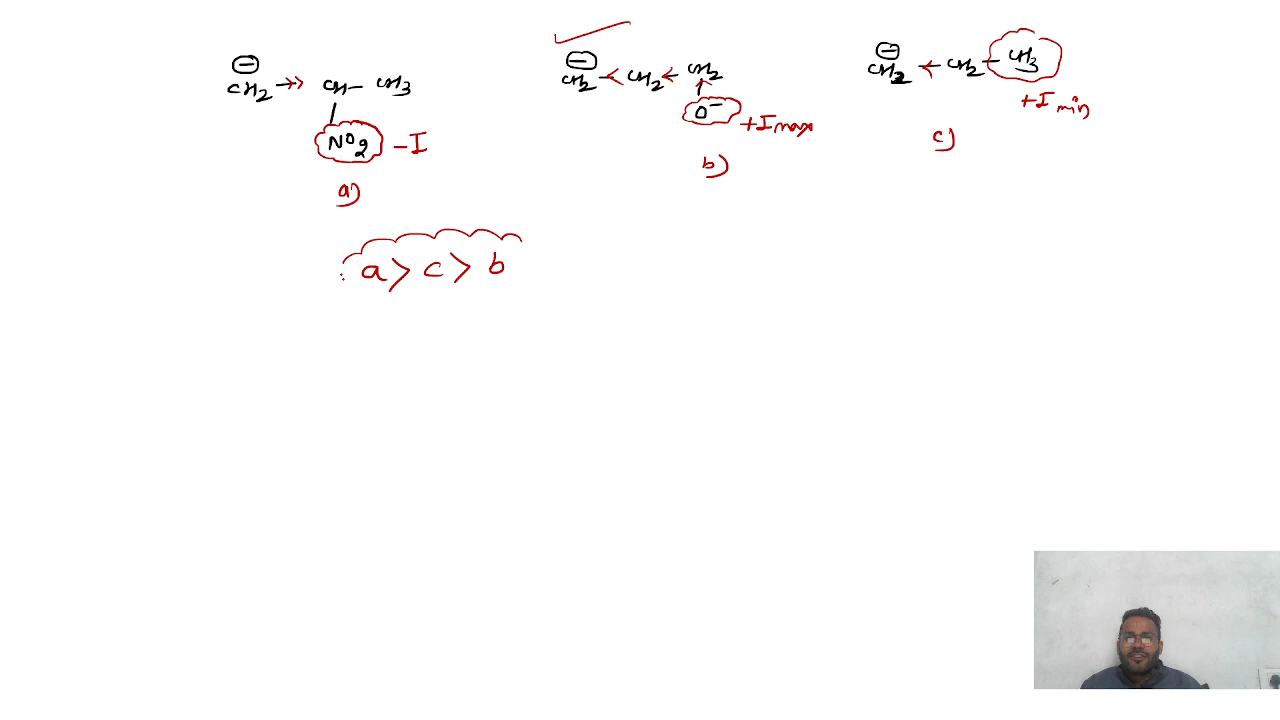 ⊖ ⊖ ⊖
CH2 →» CH — CH3
NO2 -I
a)
CH2 — CH2 — CH2
O⁻ +I max
b)
CH2 — CH2 — CH3
+I min
c)
a > c > b